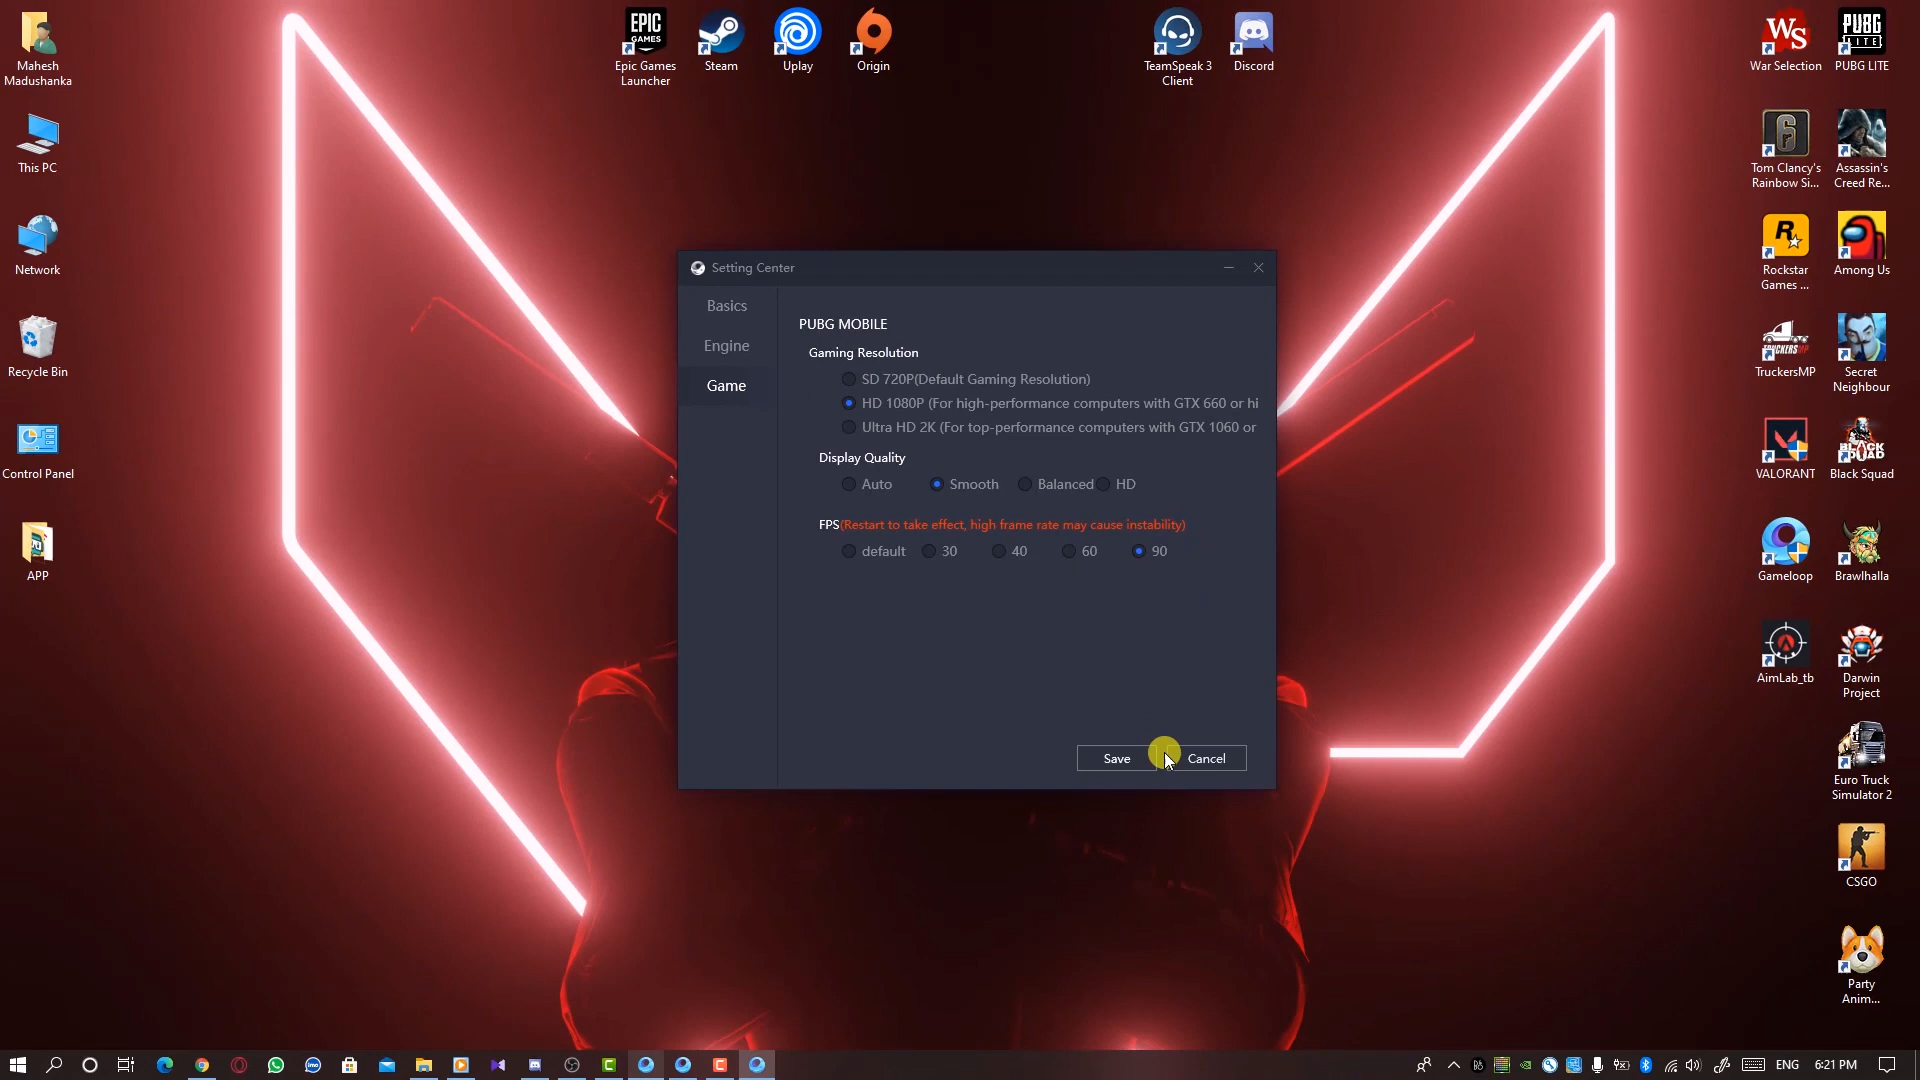 Mahesh
Madushanka
This PC
Network
Recycle Bin
Control Panel
APP
EPIC
GAMES
Epic Games
Launcher
Steam
Uplay
Origin
TeamSpeak 3
Client
Discord
WS
War Selection
PUBG
LITE
PUBG LITE
6
Tom Clancy's
Rainbow Si...
Assassin's
Creed Re...
R
Rockstar
Games ...
Among Us
TRUCKERSMP
TruckersMP
Secret
Neighbour
VALORANT
BLACK
SQUAD
Black Squad
Gameloop
Brawlhalla
AimLab_tb
Darwin
Project
Euro Truck
Simulator 2
CSGO
Party
Anim...
Setting Center
Basics
Engine
Game
PUBG MOBILE
Gaming Resolution
SD 720P(Default Gaming Resolution)
HD 1080P (For high-performance computers with GTX 660 or hi
Ultra HD 2K (For top-performance computers with GTX 1060 or
Display Quality
Auto Smooth Balanced HD
FPS(Restart to take effect, high frame rate may cause instability)
default 30 40 60 90
Save Cancel
imo
ENG 6:21 PM